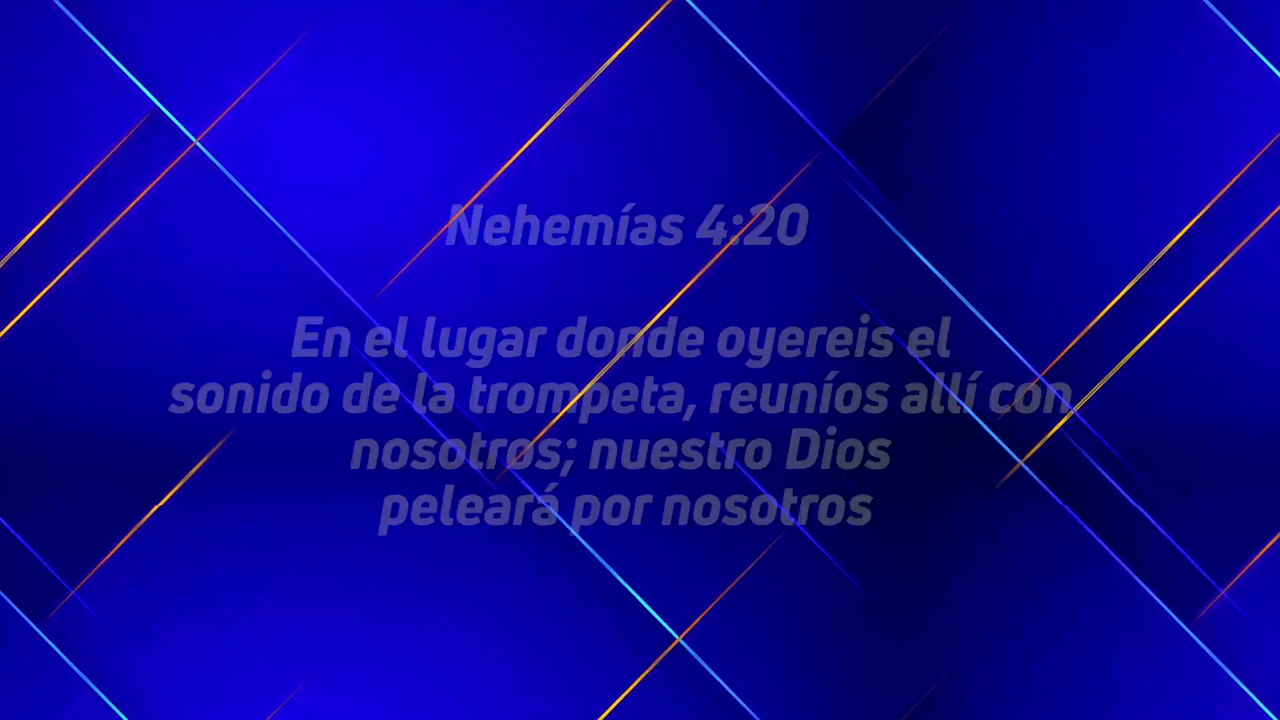 Nehemías 4:20
En el lugar donde oyereis el
sonido de la trompeta, reuníos allí con
nosotros; nuestro Dios
peleará por nosotros